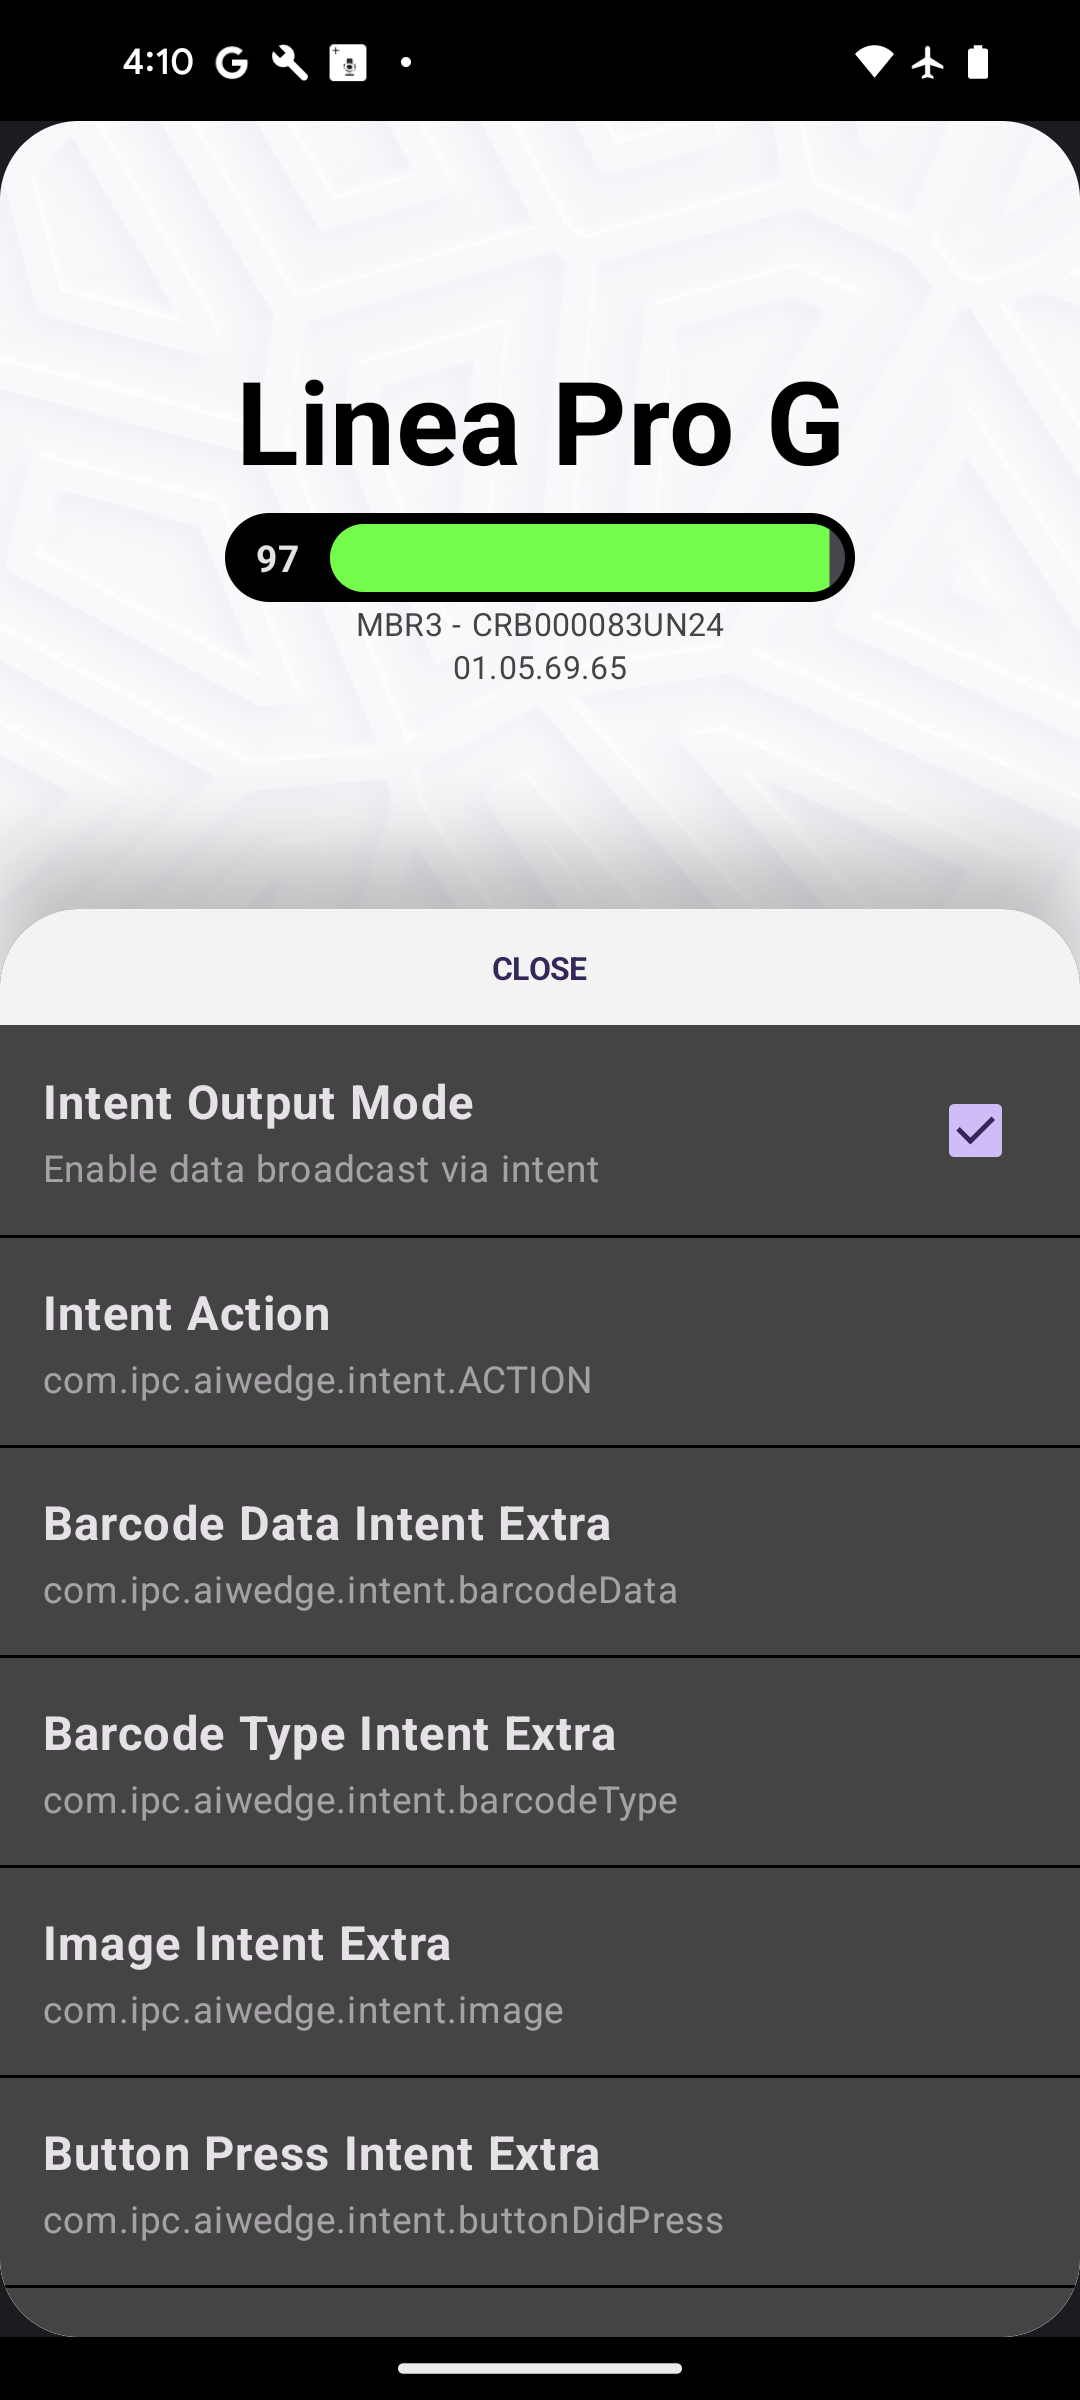 4:10
Linea Pro G
97
MBR3 - CRB000083UN24
01.05.69.65
CLOSE
Intent Output Mode
Enable data broadcast via intent
Intent Action
com.ipc.aiwedge.intent.ACTION
Barcode Data Intent Extra
com.ipc.aiwedge.intent.barcodeData
Barcode Type Intent Extra
com.ipc.aiwedge.intent.barcodeType
Image Intent Extra
com.ipc.aiwedge.intent.image
Button Press Intent Extra
com.ipc.aiwedge.intent.buttonDidPress